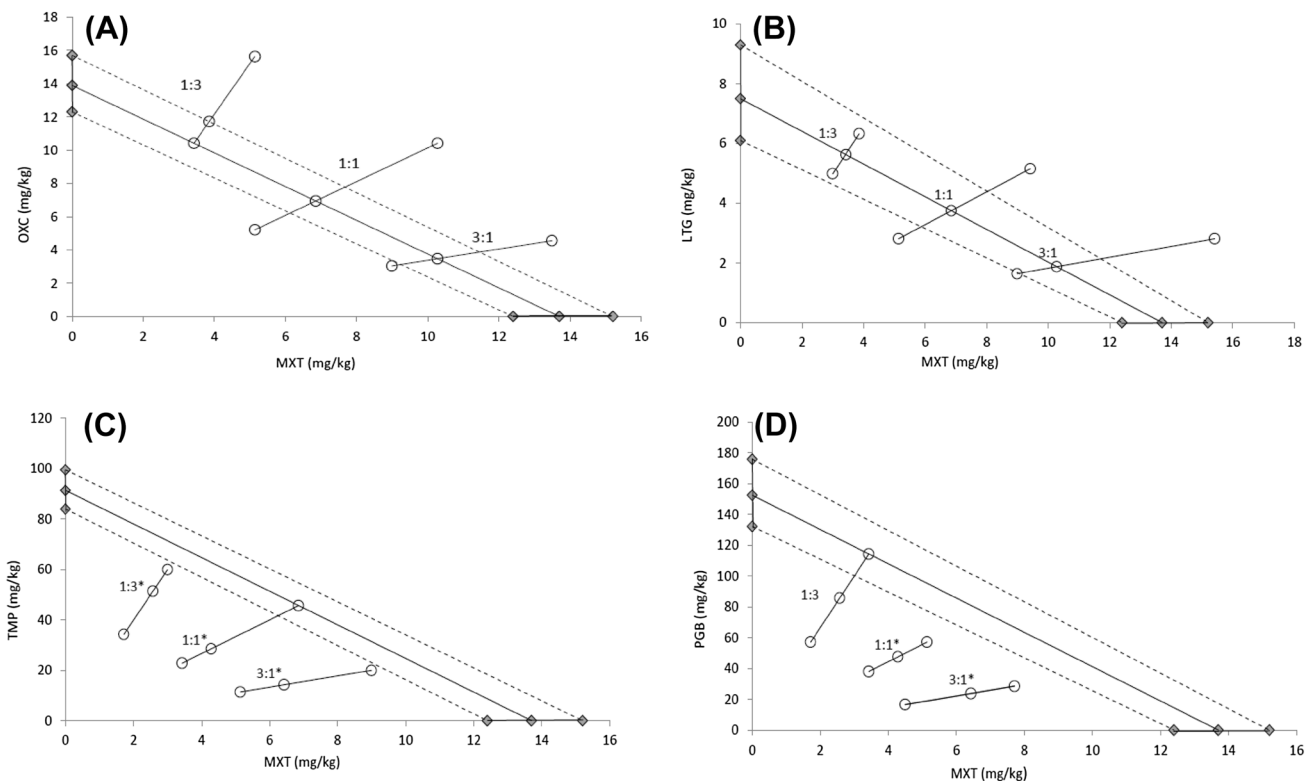 (A)
18
16
14
12
10
8
6
4
2
0
OXC (mg/kg)
1:3
1:1
3:1
0 2 4 6 8 10 12 14 16
MXT (mg/kg)
(B)
10
8
6
4
2
0
LTG (mg/kg)
1:3
1:1
3:1
0 2 4 6 8 10 12 14 16 18
MXT (mg/kg)
(C)
120
100
80
60
40
20
0
TMP (mg/kg)
1:3*
1:1*
3:1*
0 2 4 6 8 10 12 14 16
MXT (mg/kg)
(D)
200
180
160
140
120
100
80
60
40
20
0
PGB (mg/kg)
1:3
1:1*
3:1*
0 2 4 6 8 10 12 14 16
MXT (mg/kg)